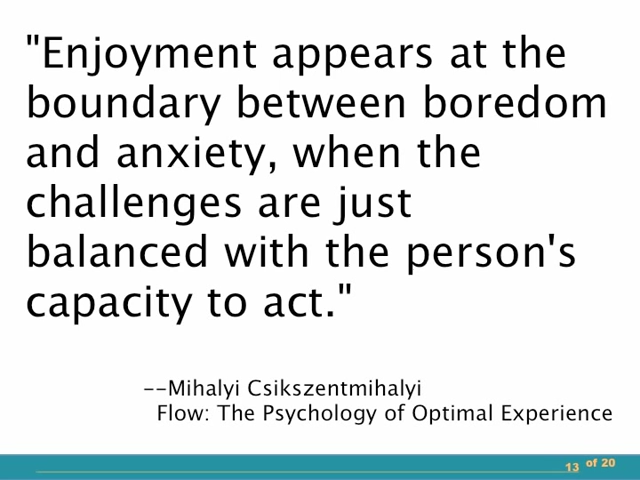 "Enjoyment appears at the
boundary between boredom
and anxiety, when the
challenges are just
balanced with the person's
capacity to act."
--Mihalyi Csikszentmihalyi
Flow: The Psychology of Optimal Experience
13 of 20